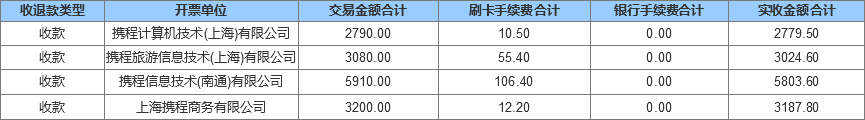 收退款类型 开票单位 交易金额合计 刷卡手续费合计 银行手续费合计 实收金额合计
收款 携程计算机技术(上海)有限公司 2790.00 10.50 0.00 2779.50
收款 携程旅游信息技术(上海)有限公司 3080.00 55.40 0.00 3024.60
收款 携程信息技术(南通)有限公司 5910.00 106.40 0.00 5803.60
收款 上海携程商务有限公司 3200.00 12.20 0.00 3187.80